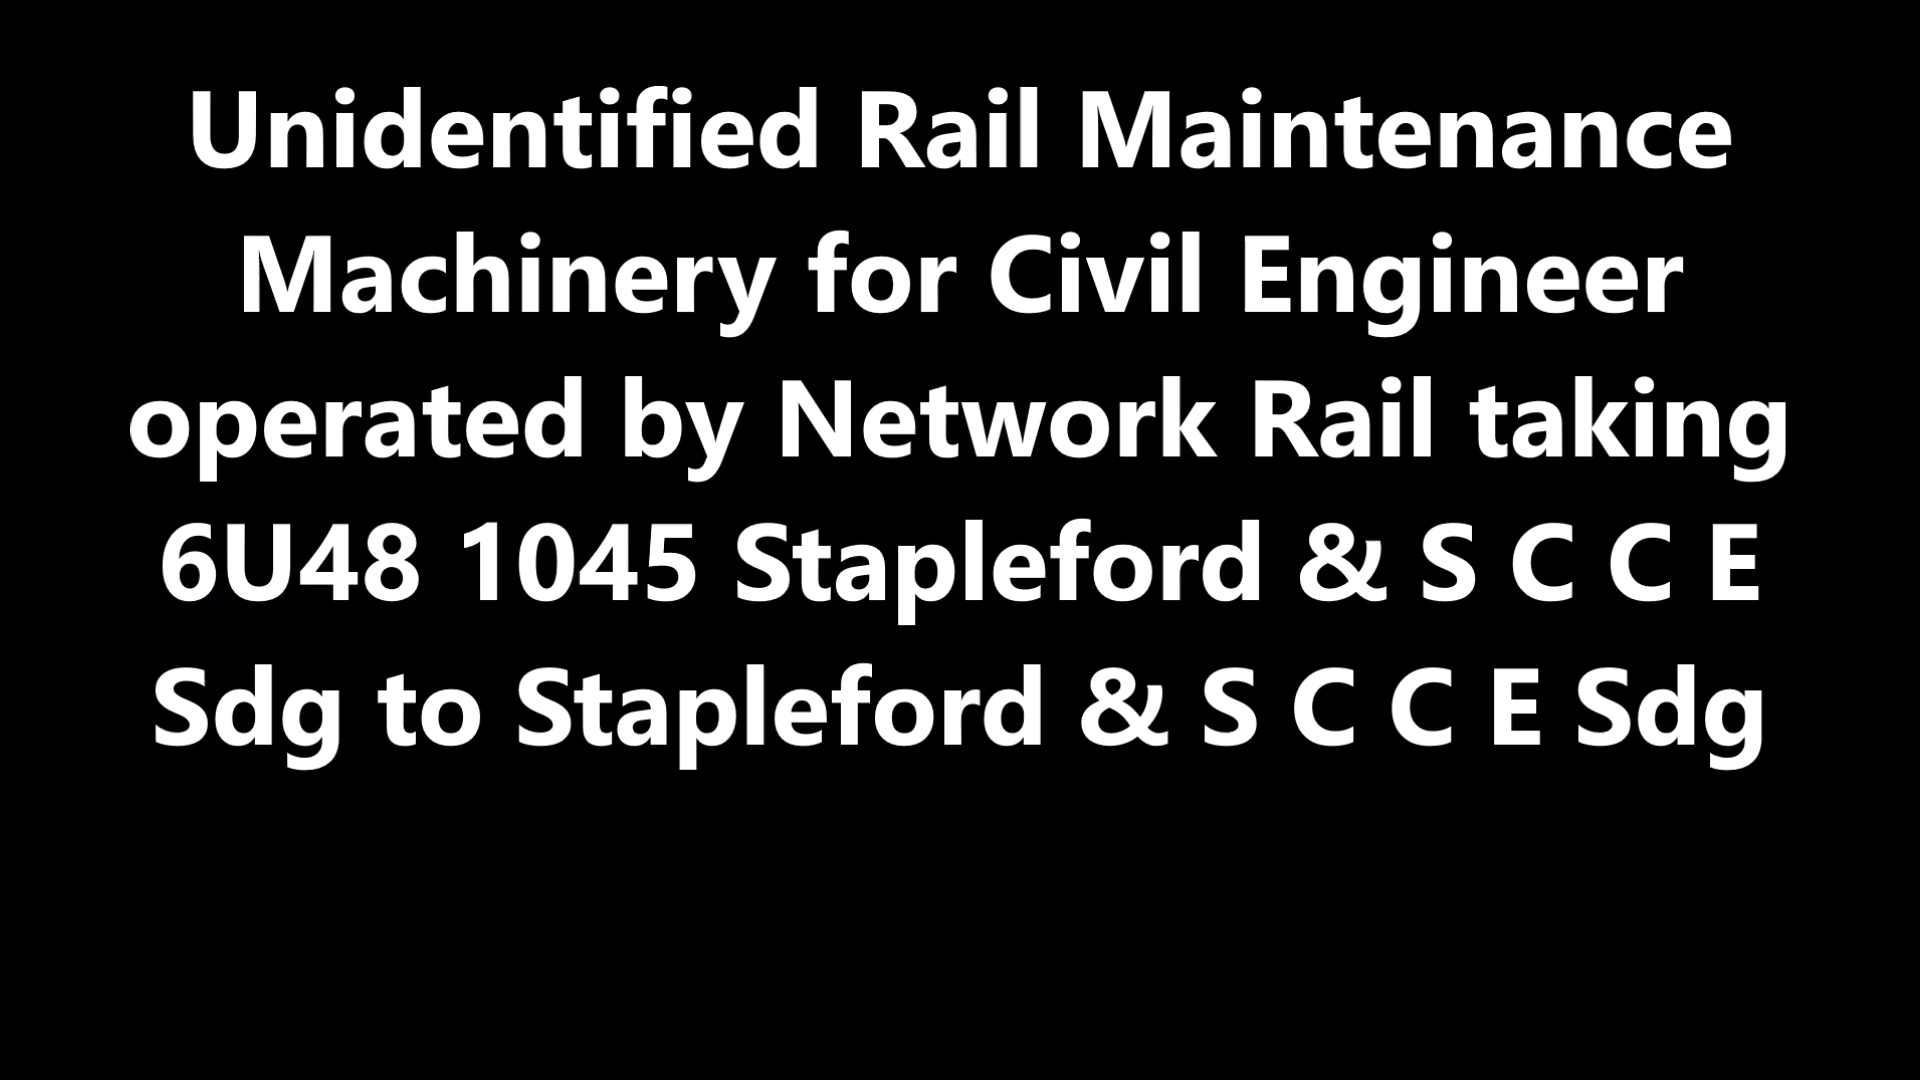 Unidentified Rail Maintenance
Machinery for Civil Engineer
operated by Network Rail taking
6U48 1045 Stapleford & S C C E
Sdg to Stapleford & S C C E Sdg